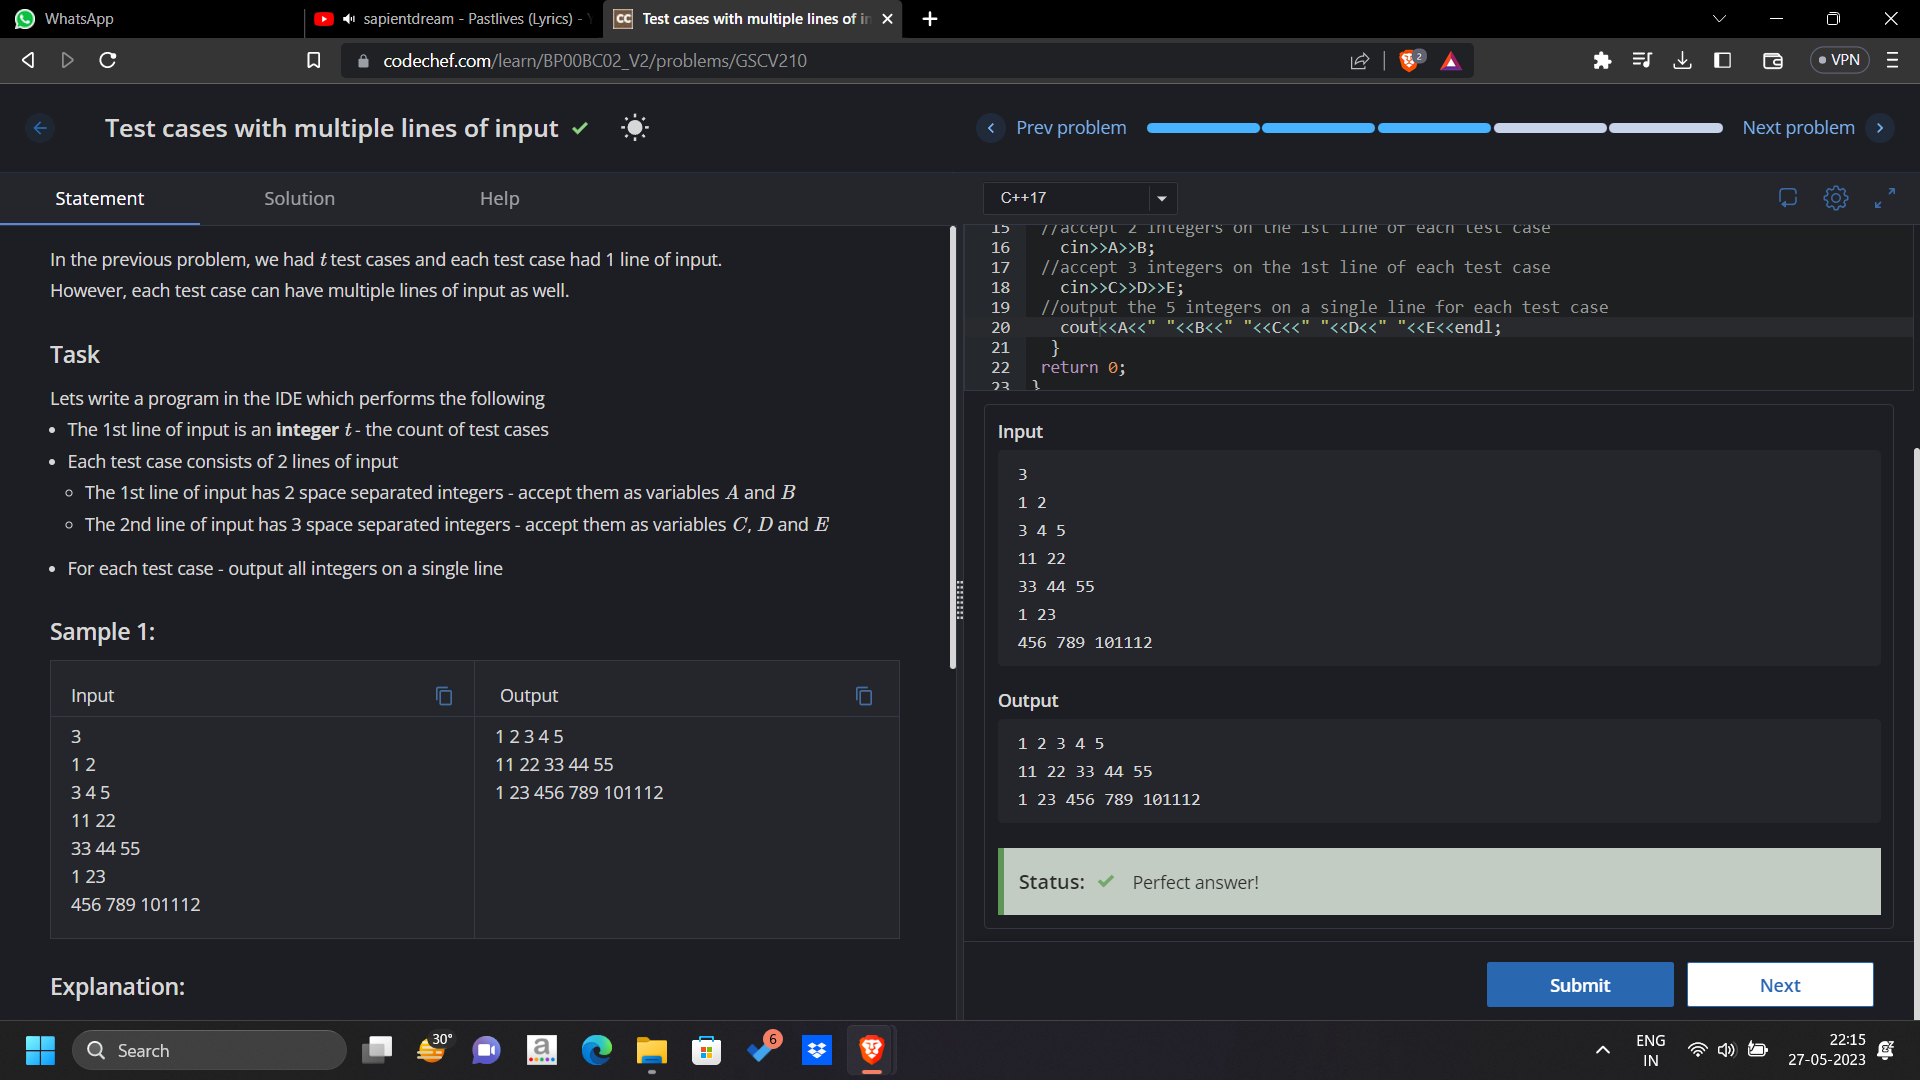 WhatsApp
sapientdream - Pastlives (Lyrics) -
Test cases with multiple lines of in
codechef.com/learn/BP00BC02_V2/problems/GSCV210
2
VPN
Test cases with multiple lines of input
Prev problem
Next problem
Statement
Solution
Help
C++17
In the previous problem, we had t test cases and each test case had 1 line of input.
However, each test case can have multiple lines of input as well.
Task
Lets write a program in the IDE which performs the following
• The 1st line of input is an integer t - the count of test cases
• Each test case consists of 2 lines of input
The 1st line of input has 2 space separated integers - accept them as variables A and B
The 2nd line of input has 3 space separated integers - accept them as variables C, D and E
• For each test case - output all integers on a single line
Sample 1:
Input
3
1 2
3 4 5
11 22
33 44 55
1 23
456 789 101112
Output
1 2 3 4 5
11 22 33 44 55
1 23 456 789 101112
Explanation:
15 //accept 2 integers on the 1st line of each test case
16 cin>>A>>B;
17 //accept 3 integers on the 1st line of each test case
18 cin>>C>>D>>E;
19 //output the 5 integers on a single line for each test case
20 cout<<A<<" "<<B<<" "<<C<<" "<<D<<" "<<E<<endl;
21 }
22 return 0;
23 }
Input
3
1 2
3 4 5
11 22
33 44 55
1 23
456 789 101112
Output
1 2 3 4 5
11 22 33 44 55
1 23 456 789 101112
Status: Perfect answer!
Submit
Next
Search
30°
a
6
ENG
IN
22:15
27-05-2023